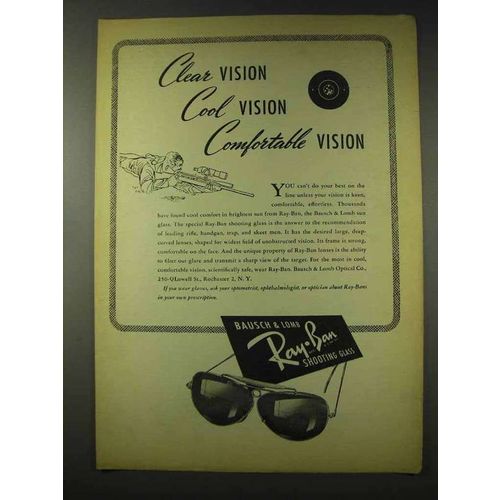 Clear VISION
Cool VISION
Comfortable VISION
YOU can't do your best on the
line unless your vision is keen,
comfortable, effortless. Thousands
have found cool comfort in brightest sun from Ray-Ban, the Bausch & Lomb sun
glass. The special Ray-Ban shooting glass is the answer to the recommendation
of leading rifle, handgun, trap, and skeet men. It has the desired large, deep-
curved lenses, shaped for widest field of unobstructed vision. Its frame is strong,
comfortable on the face. And the unique property of Ray-Ban lenses is the ability
to filter out glare and transmit a sharp view of the target. For the most in cool,
comfortable vision, scientifically safe, wear Ray-Ban. Bausch & Lomb Optical Co.,
Lowell St., Rochester 2, N. Y.
If you wear glasses, ask your optometrist, ophthalmologist, or optician about Ray-Bans
in your own prescription.
BAUSCH & LOMB
Ray-Ban
SHOOTING GLASS